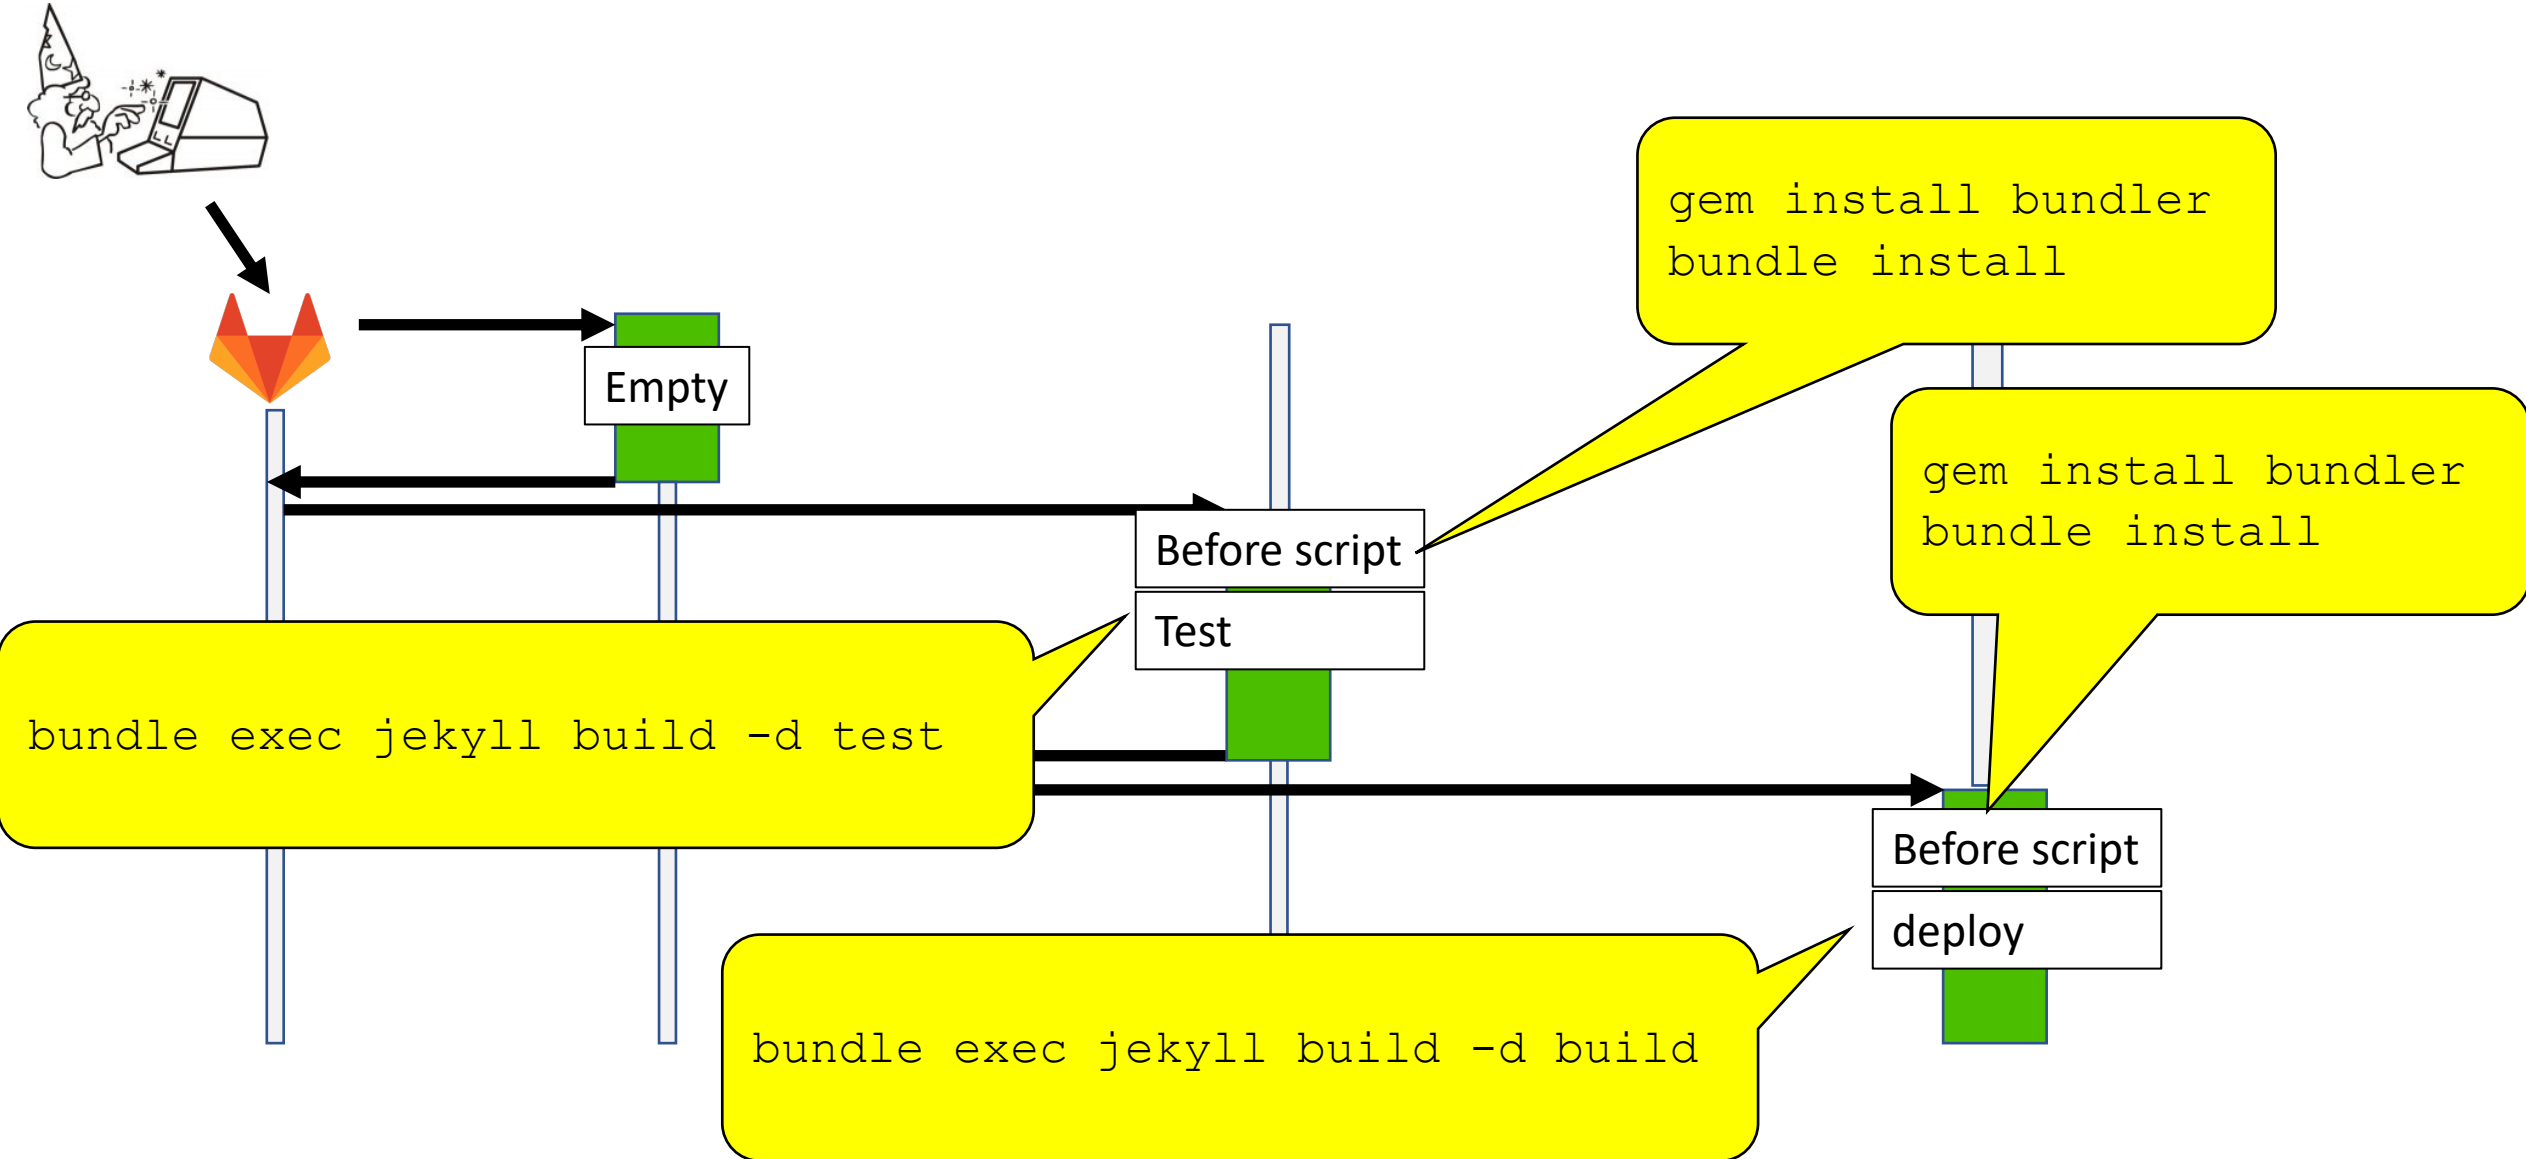 gem install bundler
bundle install
Empty
gem install bundler
bundle install
Before script
Test
bundle exec jekyll build -d test
Before script
deploy
bundle exec jekyll build -d build